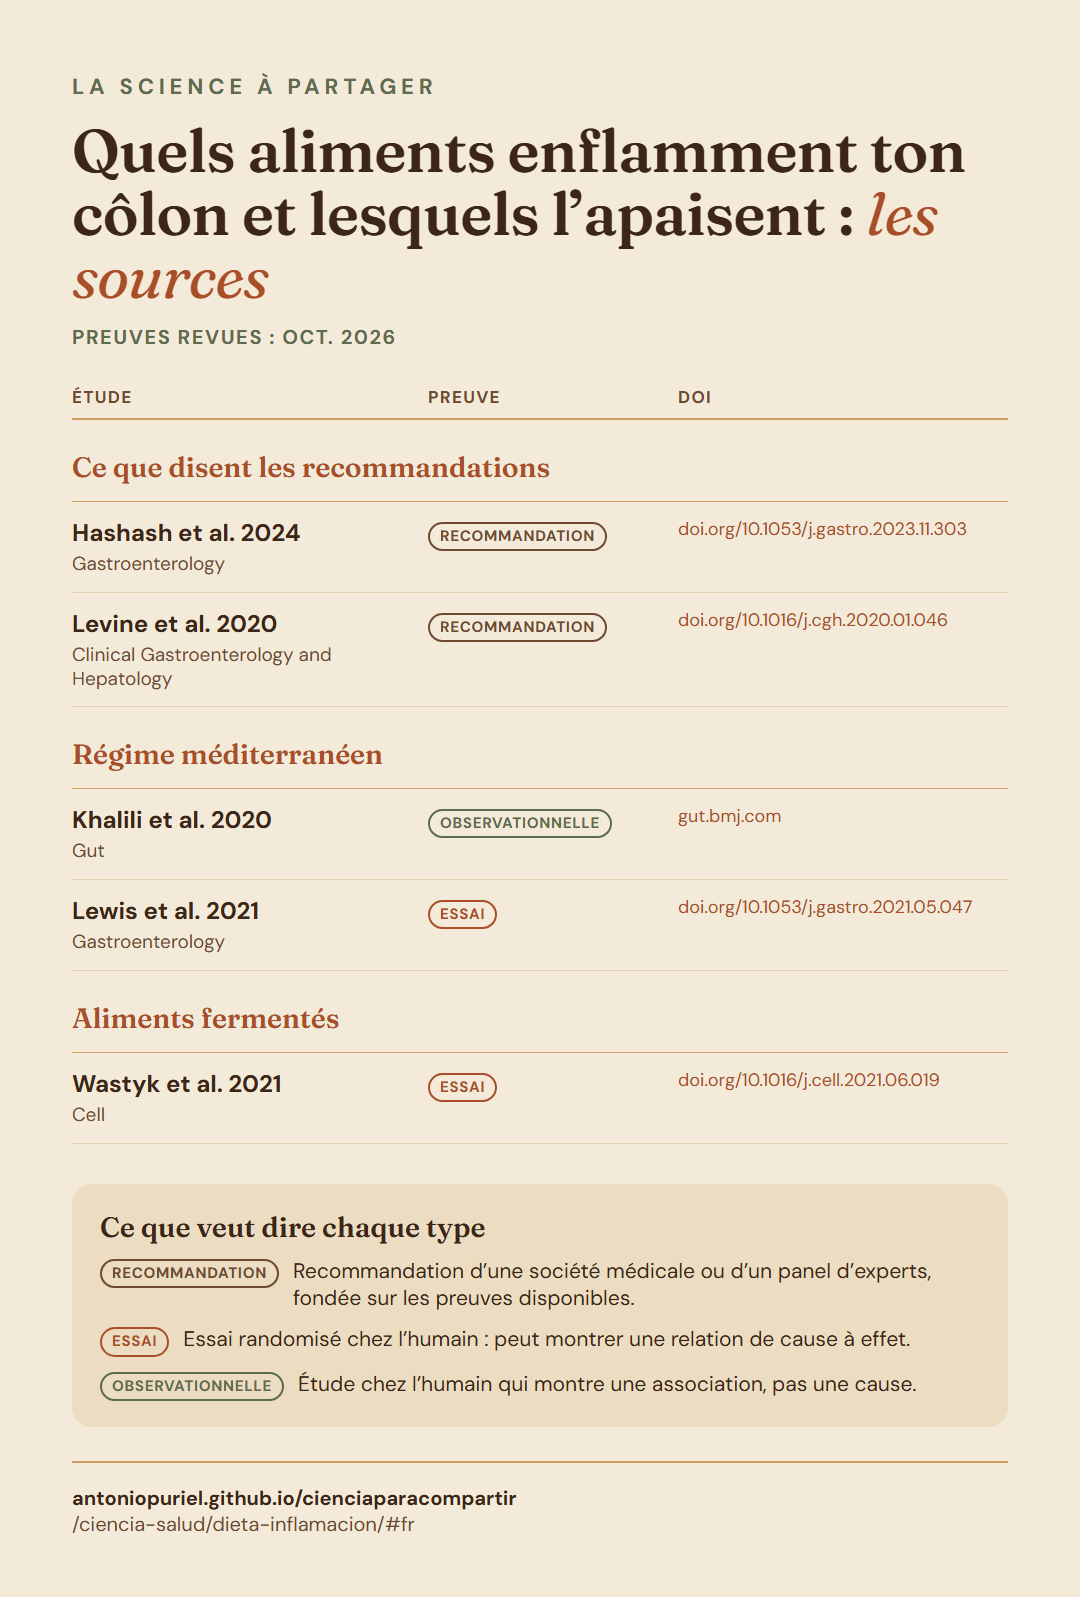 LA SCIENCE À PARTAGER
Quels aliments enflamment ton
côlon et lesquels l’apaisent : les
sources
PREUVES REVUES : OCT. 2026
ÉTUDE PREUVE DOI
Ce que disent les recommandations
Hashash et al. 2024 RECOMMANDATION doi.org/10.1053/j.gastro.2023.11.303
Gastroenterology
Levine et al. 2020 RECOMMANDATION doi.org/10.1016/j.cgh.2020.01.046
Clinical Gastroenterology and
Hepatology
Régime méditerranéen
Khalili et al. 2020 OBSERVATIONNELLE gut.bmj.com
Gut
Lewis et al. 2021 ESSAI doi.org/10.1053/j.gastro.2021.05.047
Gastroenterology
Aliments fermentés
Wastyk et al. 2021 ESSAI doi.org/10.1016/j.cell.2021.06.019
Cell
Ce que veut dire chaque type
RECOMMANDATION Recommandation d’une société médicale ou d’un panel d’experts,
fondée sur les preuves disponibles.
ESSAI Essai randomisé chez l’humain : peut montrer une relation de cause à effet.
OBSERVATIONNELLE Étude chez l’humain qui montre une association, pas une cause.
antoniopuriel.github.io/cienciaparacompartir
/ciencia-salud/dieta-inflamacion/#fr